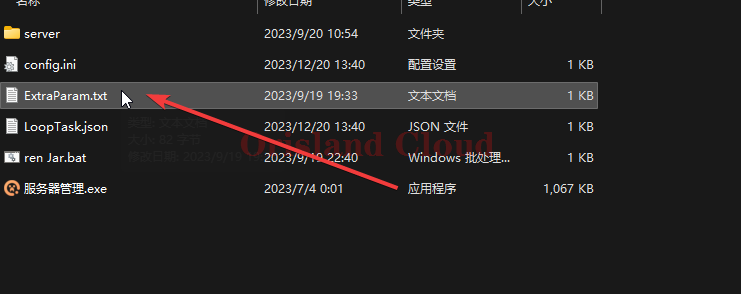 名称 修改日期 类型 大小
server 2023/9/20 10:54 文件夹
config.ini 2023/12/20 13:40 配置设置 1 KB
ExtraParam.txt 2023/9/19 19:33 文本文档 1 KB
LoopTask.json 2023/12/20 13:40 JSON 文件 1 KB
类型: 文本文档
Orisland Cloud
大小: 82 字节
ren Jar.bat 2023/9/19 22:40 Windows 批处理... 1 KB
修改日期: 2023/9/19 19
服务器管理.exe 2023/7/4 0:01 应用程序 1,067 KB